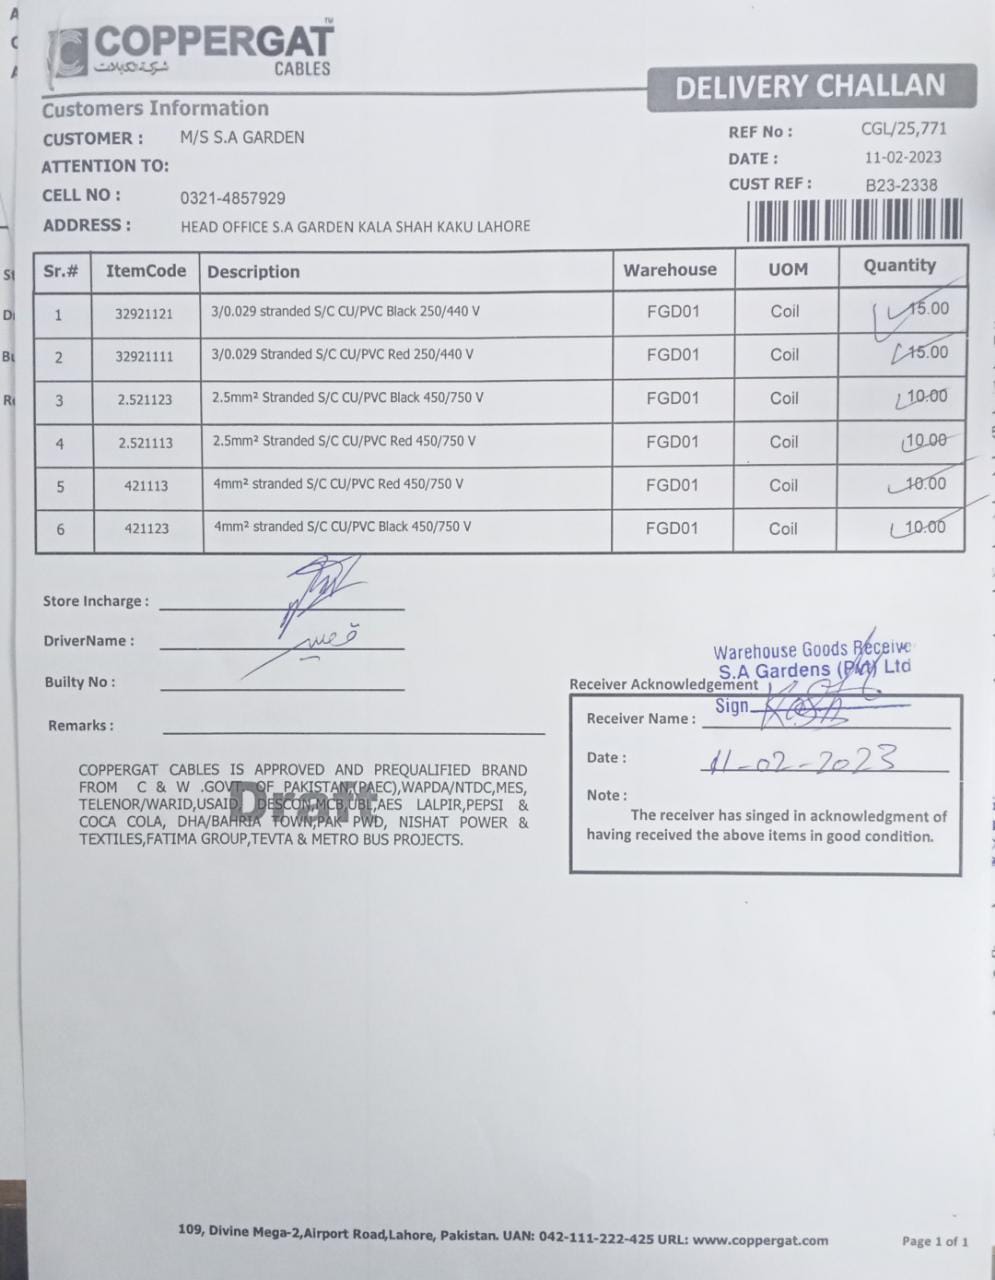 COPPERGAT TM
شركة الكيبلات
CABLES
DELIVERY CHALLAN
Customers Information
CUSTOMER : M/S S.A GARDEN
ATTENTION TO:
CELL NO : 0321-4857929
ADDRESS : HEAD OFFICE S.A GARDEN KALA SHAH KAKU LAHORE
REF No : CGL/25,771
DATE : 11-02-2023
CUST REF : B23-2338
Sr.# ItemCode Description Warehouse UOM Quantity
1 32921121 3/0.029 stranded S/C CU/PVC Black 250/440 V FGD01 Coil 15.00
2 32921111 3/0.029 Stranded S/C CU/PVC Red 250/440 V FGD01 Coil 15.00
3 2.521123 2.5mm² Stranded S/C CU/PVC Black 450/750 V FGD01 Coil 10.00
4 2.521113 2.5mm² Stranded S/C CU/PVC Red 450/750 V FGD01 Coil 10.00
5 421113 4mm² stranded S/C CU/PVC Red 450/750 V FGD01 Coil 10.00
6 421123 4mm² stranded S/C CU/PVC Black 450/750 V FGD01 Coil 10.00
Store Incharge :
DriverName :
Builty No :
Remarks :
Warehouse Goods Receive
S.A Gardens (Pvt) Ltd
Receiver Acknowledgement
Sign
Receiver Name :
Date : 11-02-2023
Note :
The receiver has singed in acknowledgment of
having received the above items in good condition.
COPPERGAT CABLES IS APPROVED AND PREQUALIFIED BRAND
FROM C & W .GOVT OF PAKISTAN,(PAEC),WAPDA/NTDC,MES,
TELENOR/WARID,USAID, DESCON,MCB,UBL,AES LALPIR,PEPSI &
COCA COLA, DHA/BAHRIA TOWN,PAK PWD, NISHAT POWER &
TEXTILES,FATIMA GROUP,TEVTA & METRO BUS PROJECTS.
Draft
109, Divine Mega-2,Airport Road,Lahore, Pakistan. UAN: 042-111-222-425 URL: www.coppergat.com
Page 1 of 1